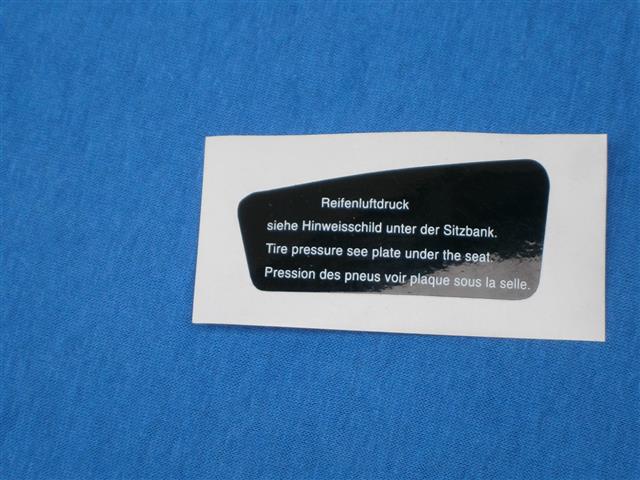 Reifenluftdruck
siehe Hinweisschild unter der Sitzbank.
Tire pressure see plate under the seat.
Pression des pneus voir plaque sous la selle.